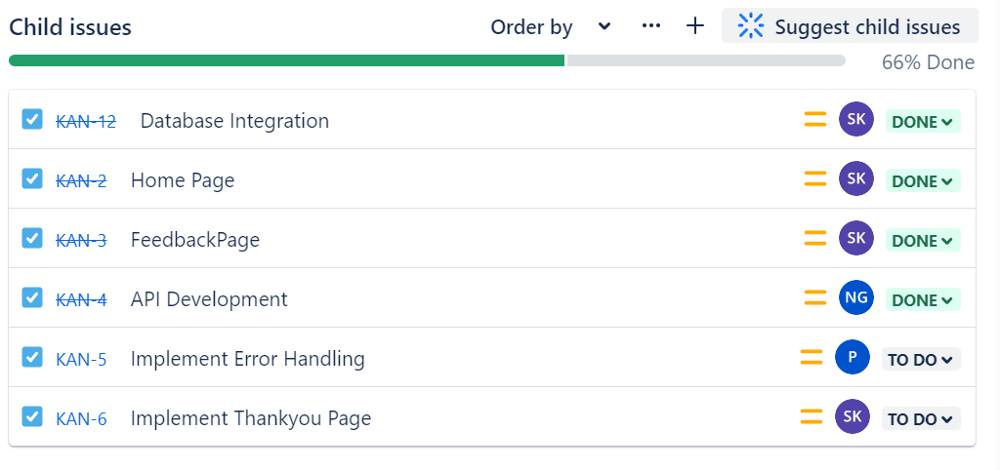 Child issues Order by ••• + Suggest child issues
66% Done
KAN-12 Database Integration SK DONE
KAN-2 Home Page SK DONE
KAN-3 FeedbackPage SK DONE
KAN-4 API Development NG DONE
KAN-5 Implement Error Handling P TO DO
KAN-6 Implement Thankyou Page SK TO DO